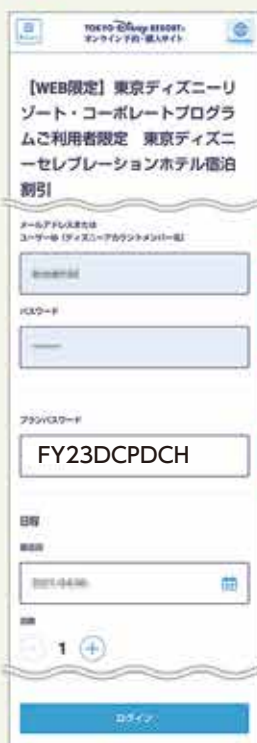 TOKYO Disney RESORT®
オンライン予約・購入サイト
【WEB限定】東京ディズニーリ
ゾート・コーポレートプログラ
ムご利用者限定 東京ディズニ
ーセレブレーションホテル宿泊
割引
メールアドレスまたは
ユーザー名（ディズニーアカウントメンバー名）
パスワード
プランパスワード
FY23DCPDCH
日程
1
ログイン